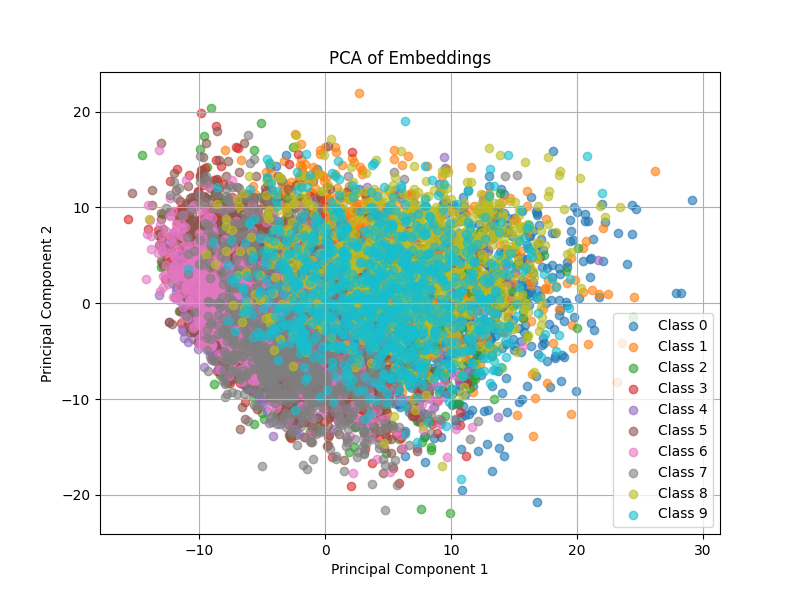 PCA of Embeddings
Principal Component 2
20
10
0
−10
−20
−10
0
10
20
30
Principal Component 1
Class 0
Class 1
Class 2
Class 3
Class 4
Class 5
Class 6
Class 7
Class 8
Class 9